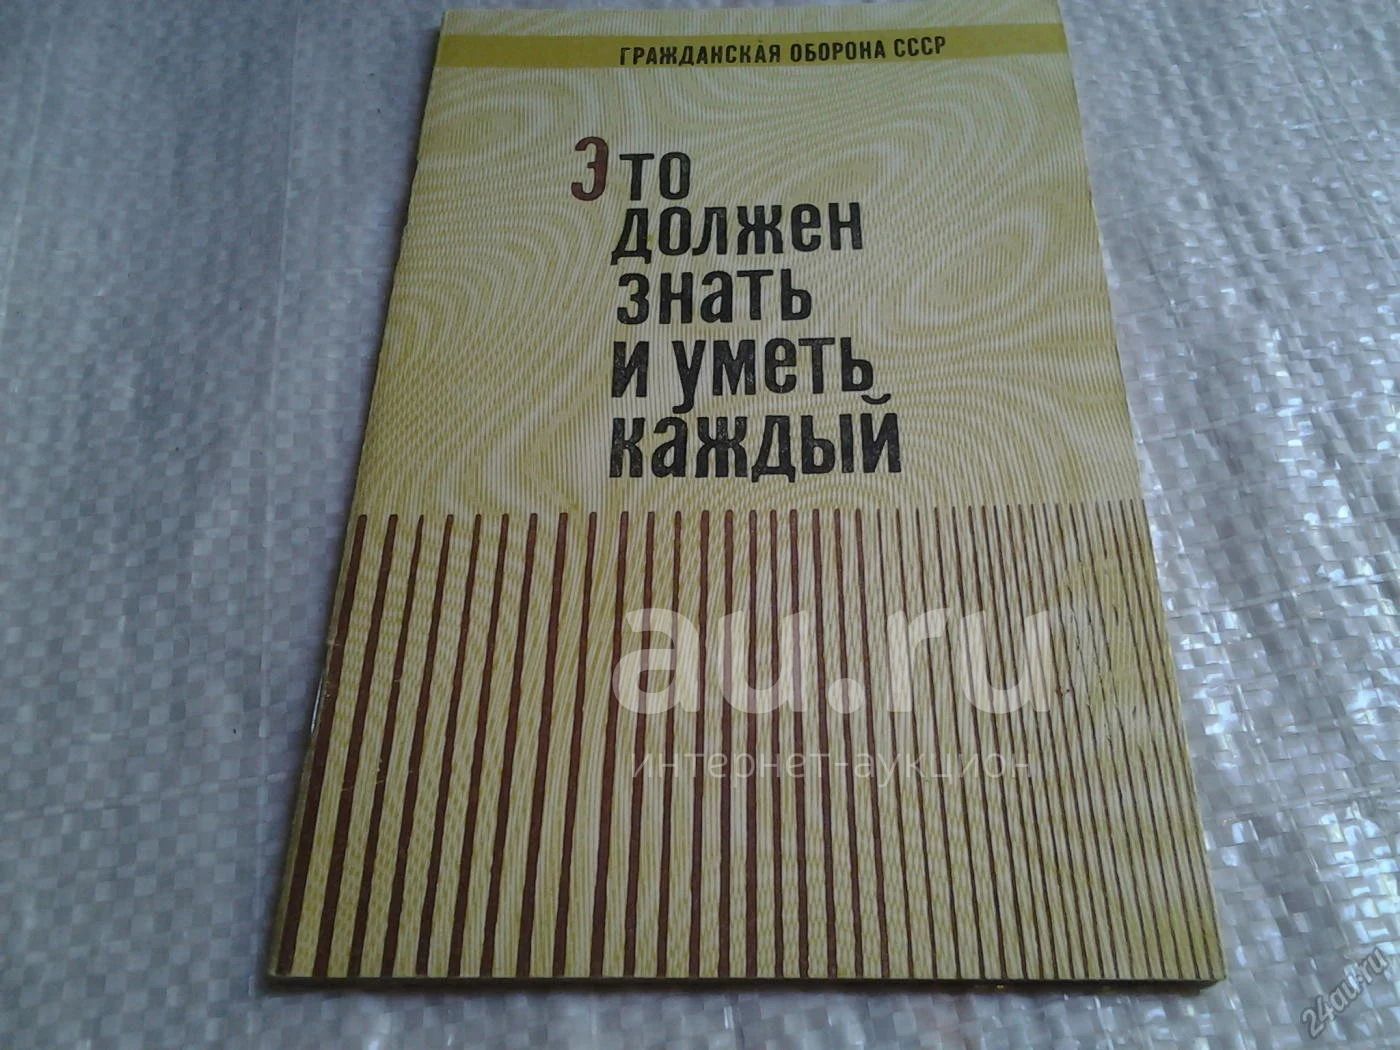 ГРАЖДАНСКАЯ ОБОРОНА СССР
Это
должен
знать
и уметь
каждый
au.ru
интернет-аукцион
24au.ru